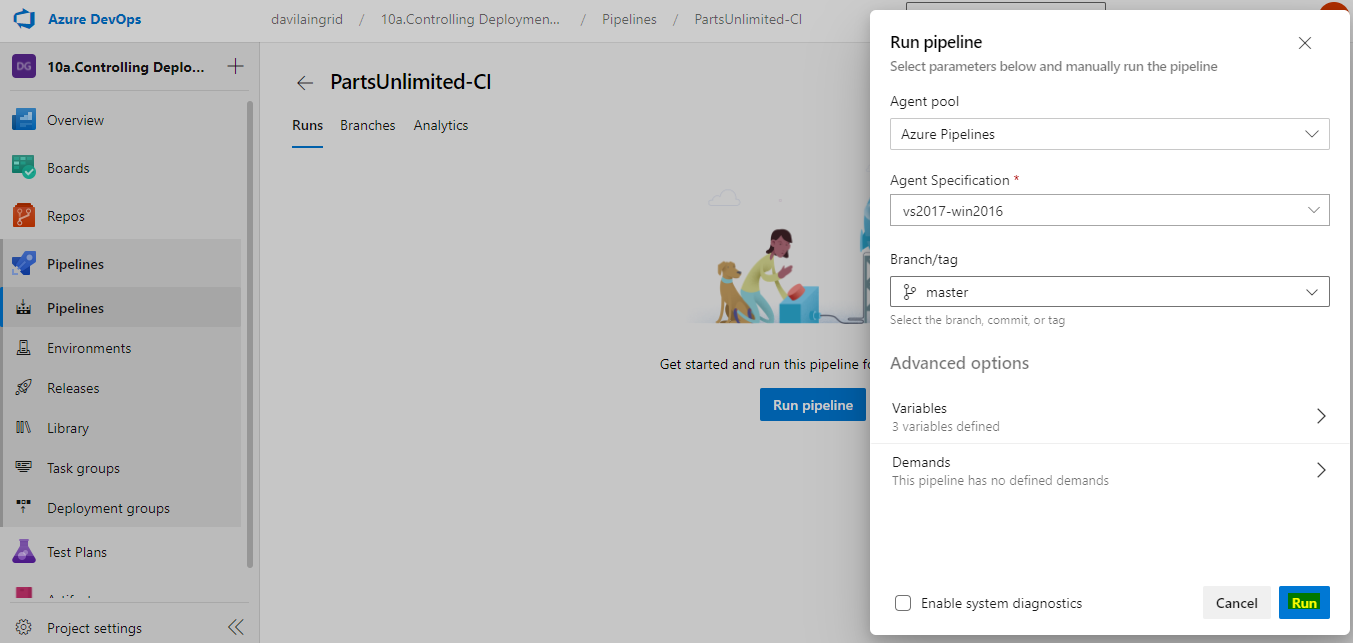 Azure DevOps
davilaingrid / 10a.Controlling Deploymen... / Pipelines / PartsUnlimited-CI
DG 10a.Controlling Deplo...
Overview
Boards
Repos
Pipelines
Pipelines
Environments
Releases
Library
Task groups
Deployment groups
Test Plans
Project settings
PartsUnlimited-CI
Runs Branches Analytics
Get started and run this pipeline
Run pipeline
Run pipeline
Select parameters below and manually run the pipeline
Agent pool
Azure Pipelines
Agent Specification *
vs2017-win2016
Branch/tag
master
Select the branch, commit, or tag
Advanced options
Variables
3 variables defined
Demands
This pipeline has no defined demands
Enable system diagnostics
Cancel
Run